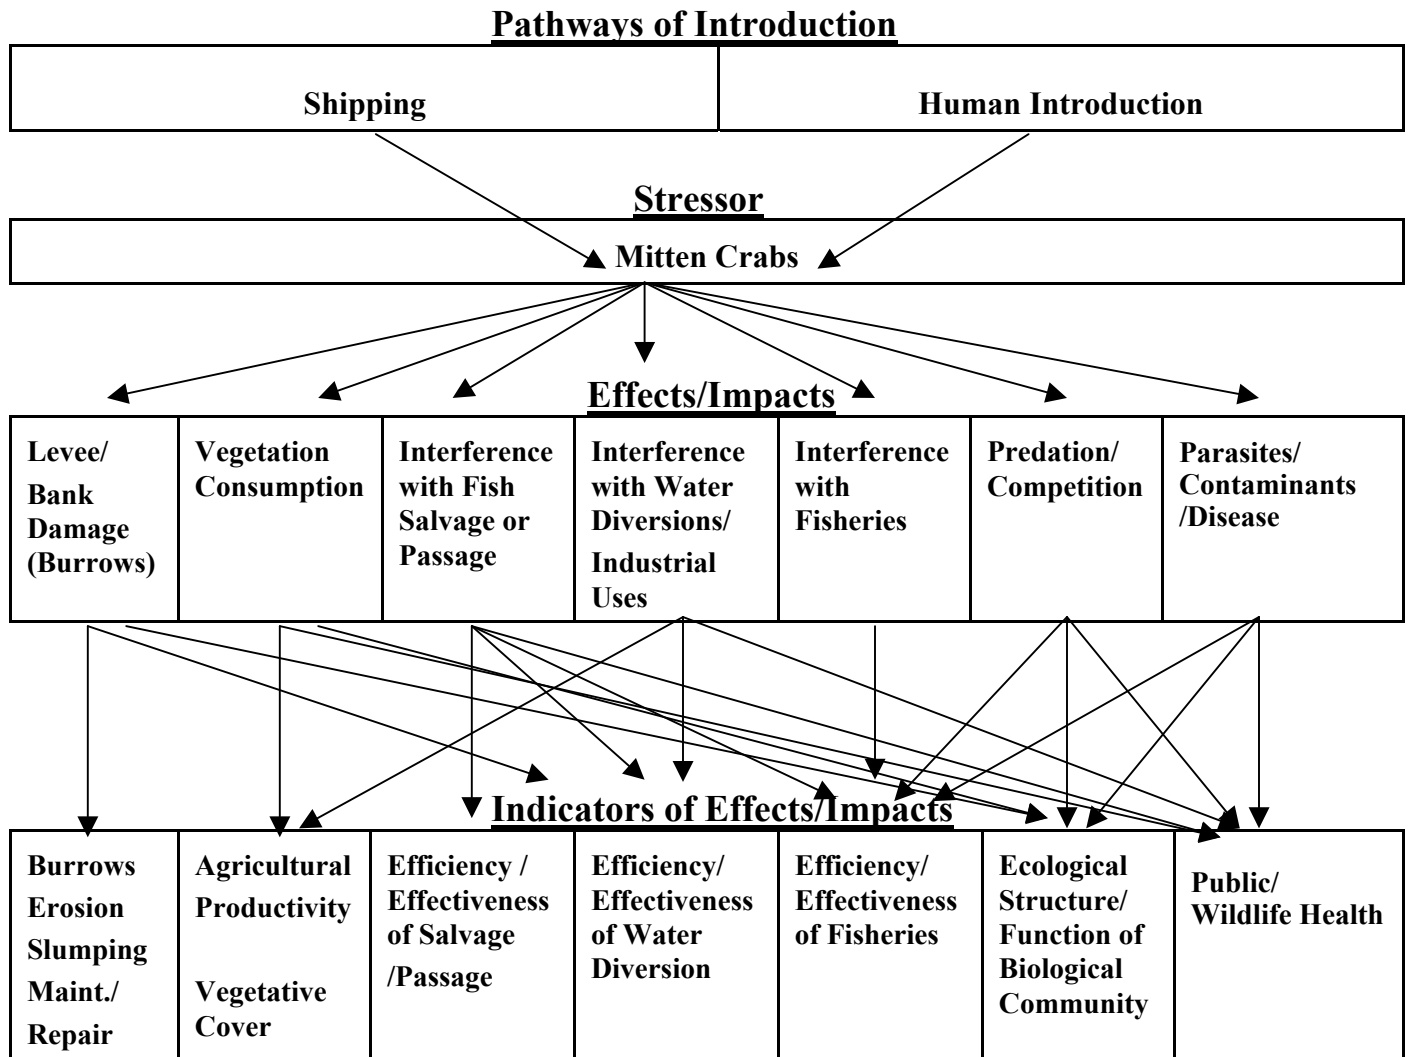 Pathways of Introduction
Shipping
Human Introduction
Stressor
Mitten Crabs
Effects/Impacts
Levee/
Bank
Damage
(Burrows)
Vegetation
Consumption
Interference
with Fish
Salvage or
Passage
Interference
with Water
Diversions/
Industrial
Uses
Interference
with
Fisheries
Predation/
Competition
Parasites/
Contaminants
/Disease
Indicators of Effects/Impacts
Burrows
Erosion
Slumping
Maint./
Repair
Agricultural
Productivity
Vegetative
Cover
Efficiency /
Effectiveness
of Salvage
/Passage
Efficiency/
Effectiveness
of Water
Diversion
Efficiency/
Effectiveness
of Fisheries
Ecological
Structure/
Function of
Biological
Community
Public/
Wildlife Health